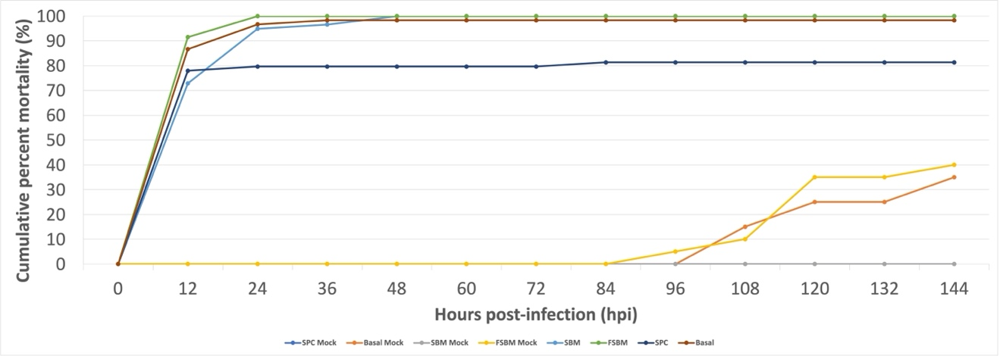 Cumulative percent mortality (%)
100
90
80
70
60
50
40
30
20
10
0
0 12 24 36 48 60 72 84 96 108 120 132 144
Hours post-infection (hpi)
SPC Mock Basal Mock SBM Mock FSBM Mock SBM FSBM SPC Basal